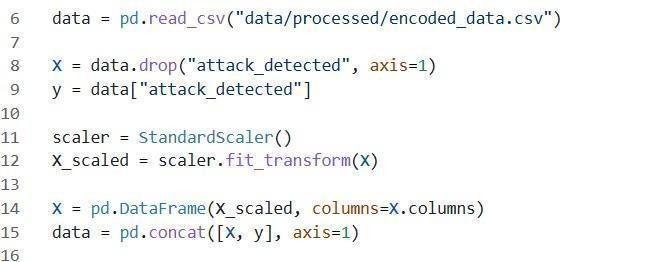 6 data = pd.read_csv("data/processed/encoded_data.csv")
7
8 X = data.drop("attack_detected", axis=1)
9 y = data["attack_detected"]
10
11 scaler = StandardScaler()
12 X_scaled = scaler.fit_transform(X)
13
14 X = pd.DataFrame(X_scaled, columns=X.columns)
15 data = pd.concat([X, y], axis=1)
16